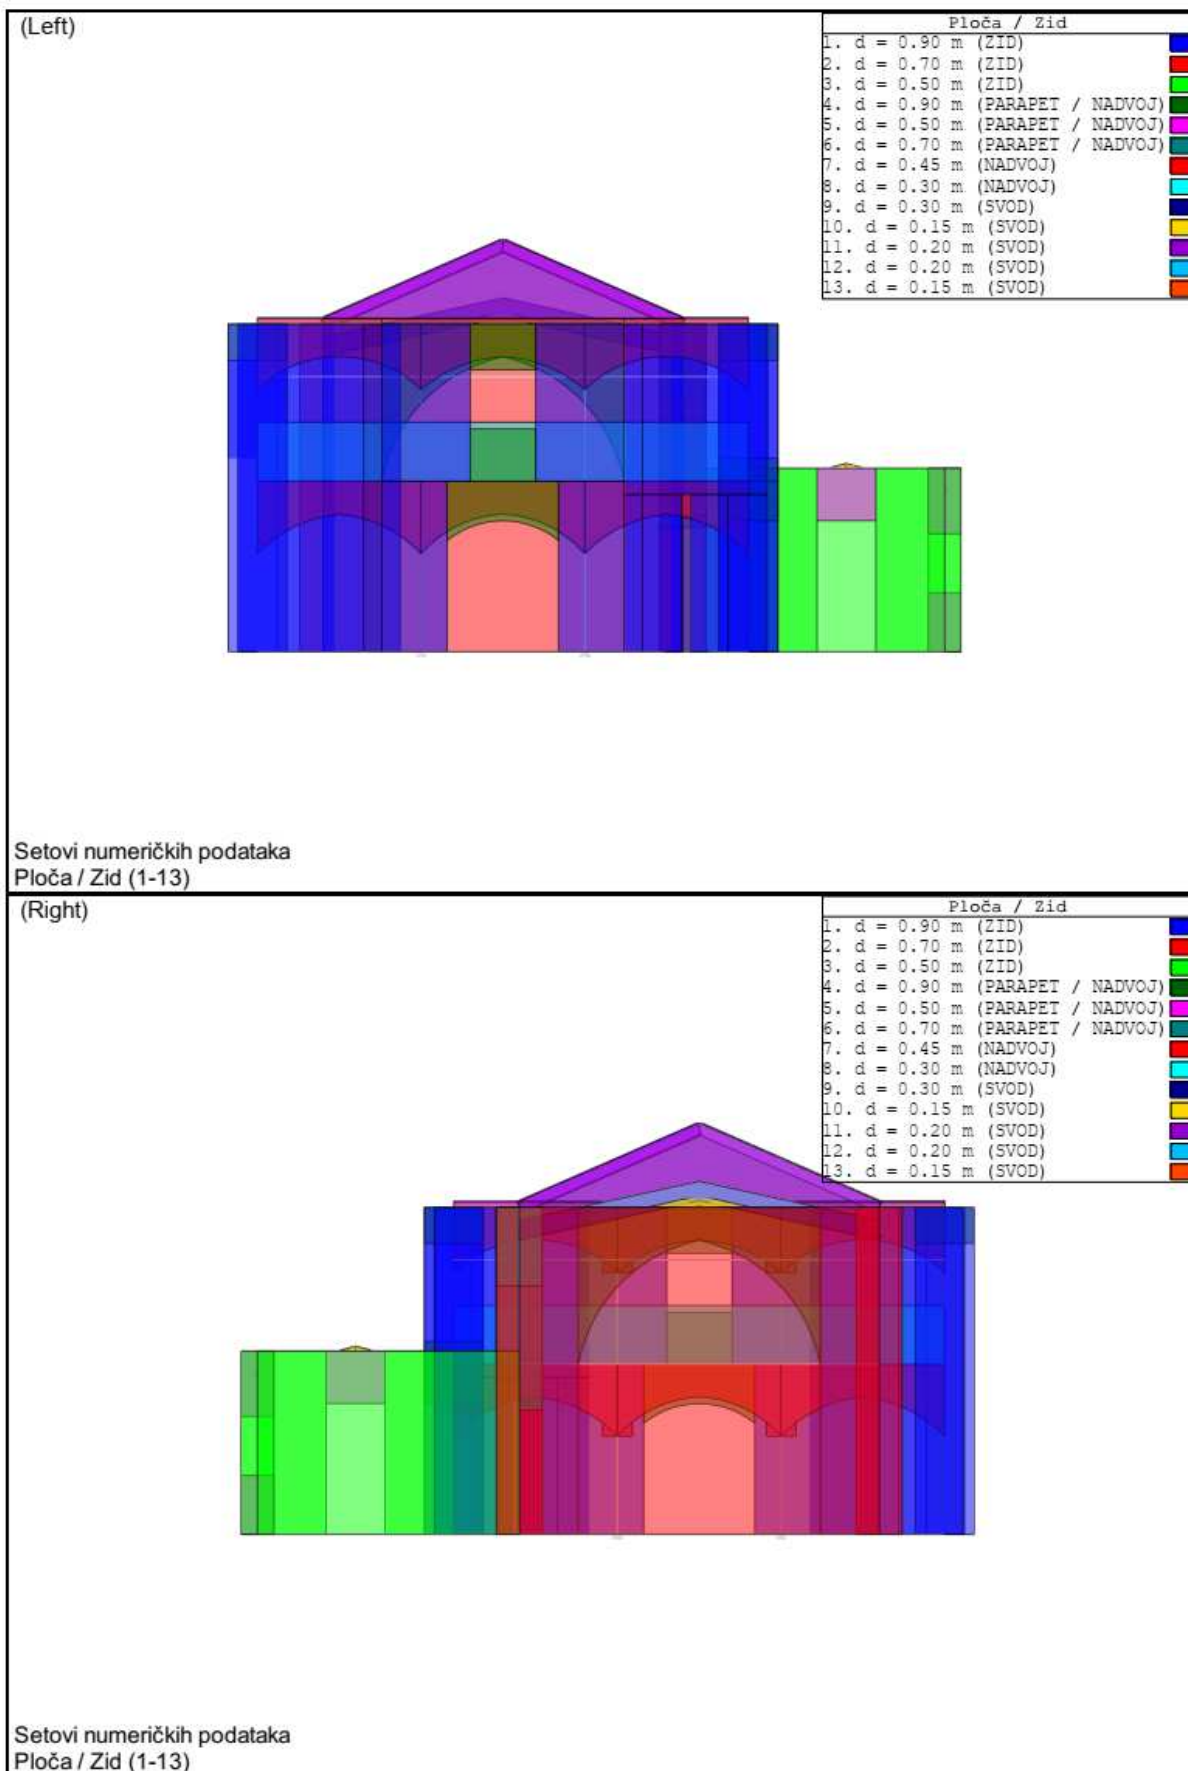 (Left)
Ploča / Zid
1. d = 0.90 m (ZID)
2. d = 0.70 m (ZID)
3. d = 0.50 m (ZID)
4. d = 0.90 m (PARAPET / NADVOJ)
5. d = 0.50 m (PARAPET / NADVOJ)
6. d = 0.70 m (PARAPET / NADVOJ)
7. d = 0.45 m (NADVOJ)
8. d = 0.30 m (NADVOJ)
9. d = 0.30 m (SVOD)
10. d = 0.15 m (SVOD)
11. d = 0.20 m (SVOD)
12. d = 0.20 m (SVOD)
13. d = 0.15 m (SVOD)
Setovi numeričkih podataka
Ploča / Zid (1-13)
(Right)
Ploča / Zid
1. d = 0.90 m (ZID)
2. d = 0.70 m (ZID)
3. d = 0.50 m (ZID)
4. d = 0.90 m (PARAPET / NADVOJ)
5. d = 0.50 m (PARAPET / NADVOJ)
6. d = 0.70 m (PARAPET / NADVOJ)
7. d = 0.45 m (NADVOJ)
8. d = 0.30 m (NADVOJ)
9. d = 0.30 m (SVOD)
10. d = 0.15 m (SVOD)
11. d = 0.20 m (SVOD)
12. d = 0.20 m (SVOD)
13. d = 0.15 m (SVOD)
Setovi numeričkih podataka
Ploča / Zid (1-13)